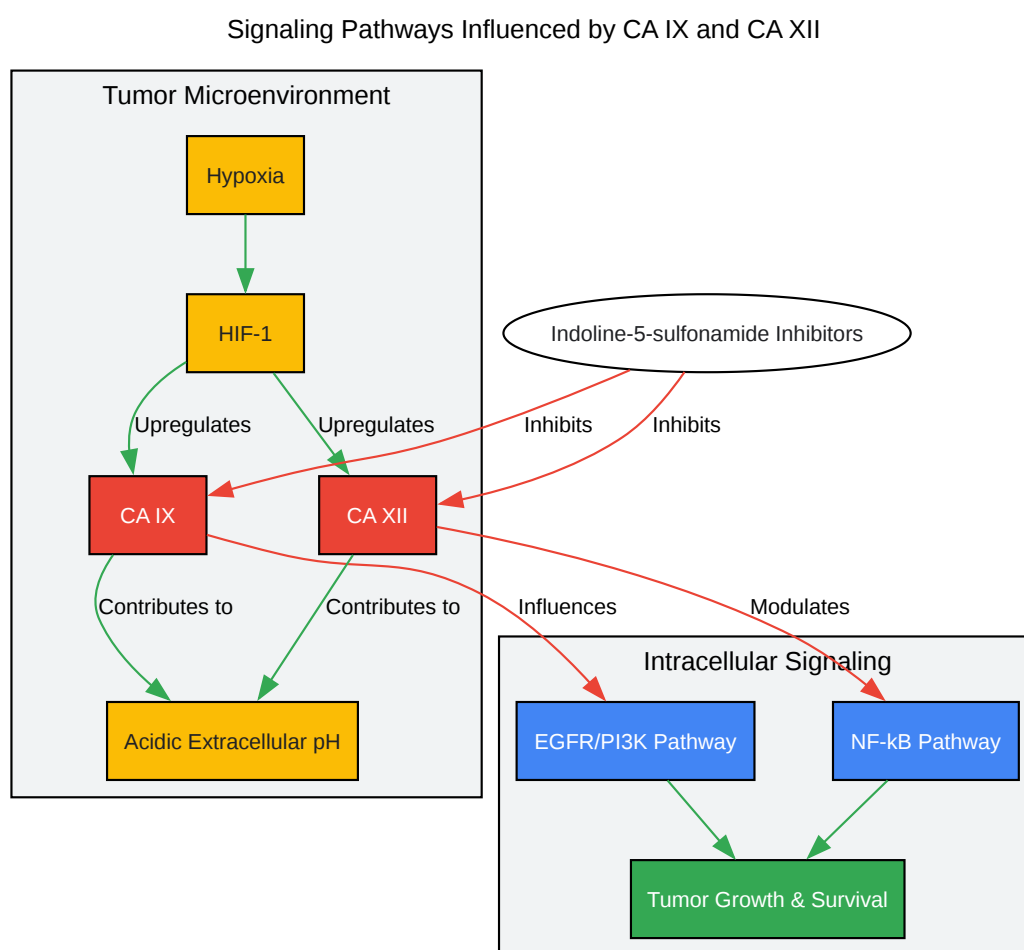 Signaling Pathways Influenced by CA IX and CA XII
Tumor Microenvironment
Hypoxia
HIF-1
Indoline-5-sulfonamide Inhibitors
Upregulates
Upregulates
Inhibits
Inhibits
CA IX
CA XII
Contributes to
Contributes to
Influences
Modulates
Intracellular Signaling
Acidic Extracellular pH
EGFR/PI3K Pathway
NF-kB Pathway
Tumor Growth & Survival